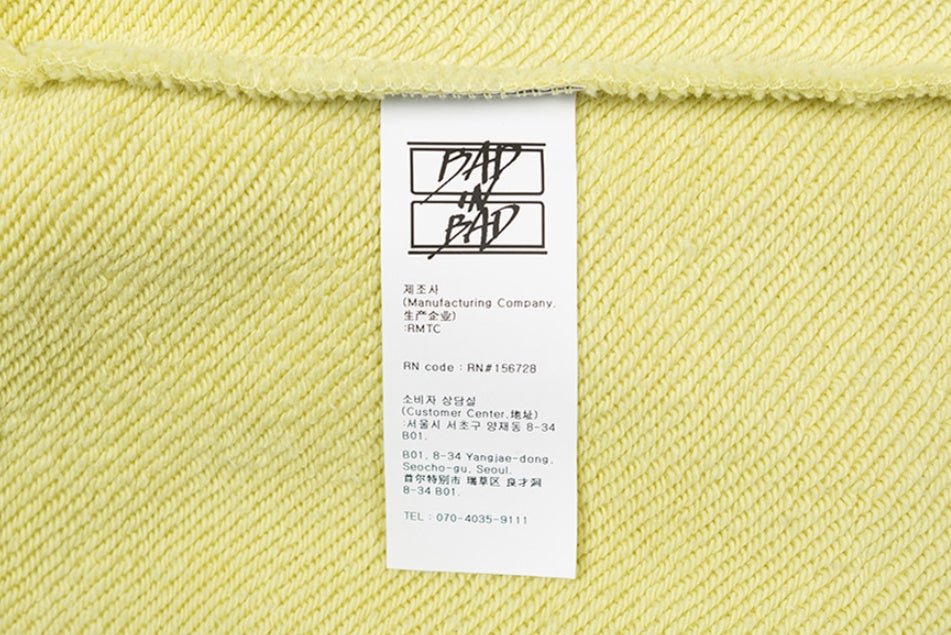 BAD
IN
BAD
제조사
(Manufacturing Company,
生产企业)
:RMTC
RN code : RN#156728
소비자 상담실
(Customer Center,地址)
:서울시 서초구 양재동 8-34
B01.
B01, 8-34 Yangjae-dong,
Seocho-gu, Seoul.
首尔特别市 瑞草区 良才洞
8-34 B01.
TEL : 070-4035-9111